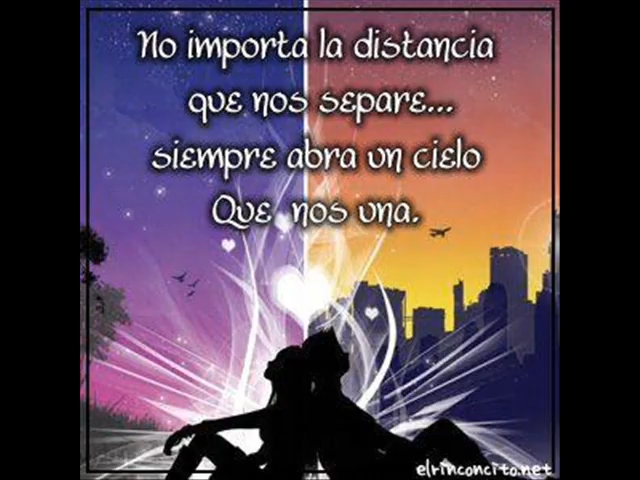 No importa la distancia
que nos separe...
siempre abra un cielo
Que nos una.
elrinconcito.net